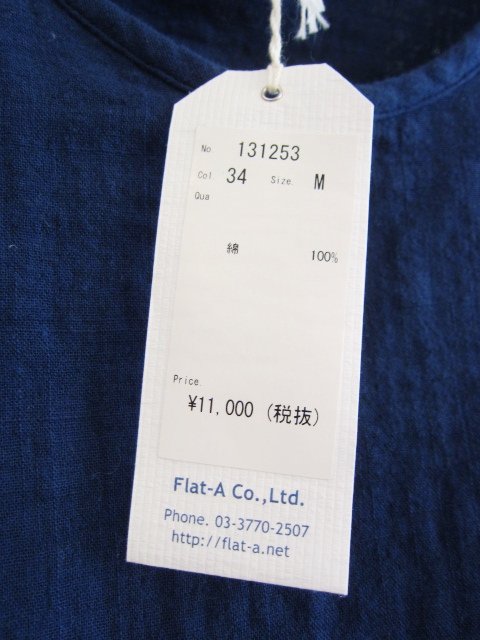 No. 131253
Col 34 Size. M
Qua
綿 100%
Price.
¥11,000 (税抜)
Flat-A Co.,Ltd.
Phone. 03-3770-2507
http://flat-a.net